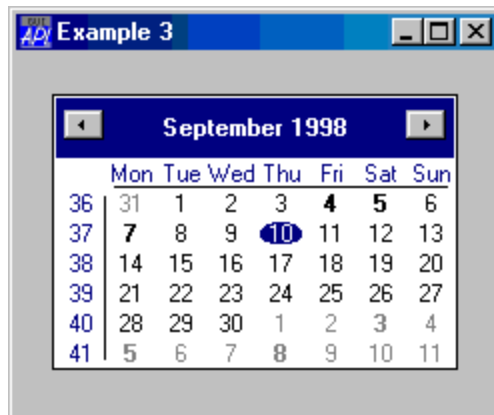 GUI API Example 3
September 1998
Mon Tue Wed Thu Fri Sat Sun
36 31 1 2 3 4 5 6
37 7 8 9 10 11 12 13
38 14 15 16 17 18 19 20
39 21 22 23 24 25 26 27
40 28 29 30 1 2 3 4
41 5 6 7 8 9 10 11